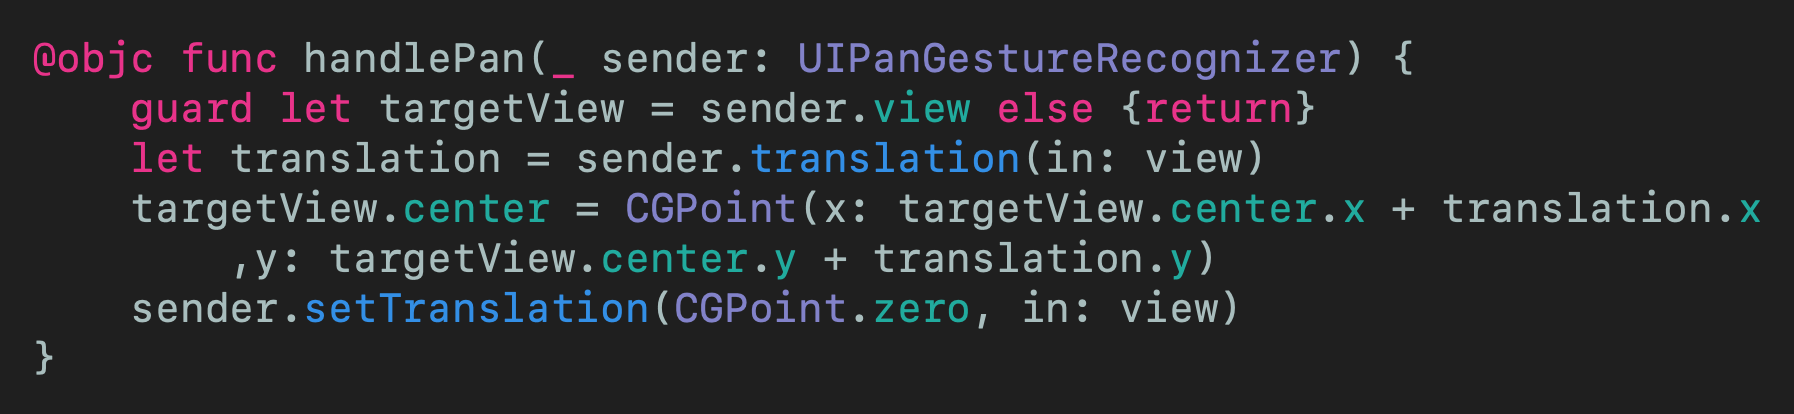 @objc func handlePan(_ sender: UIPanGestureRecognizer) {
    guard let targetView = sender.view else {return}
    let translation = sender.translation(in: view)
    targetView.center = CGPoint(x: targetView.center.x + translation.x
        ,y: targetView.center.y + translation.y)
    sender.setTranslation(CGPoint.zero, in: view)
}